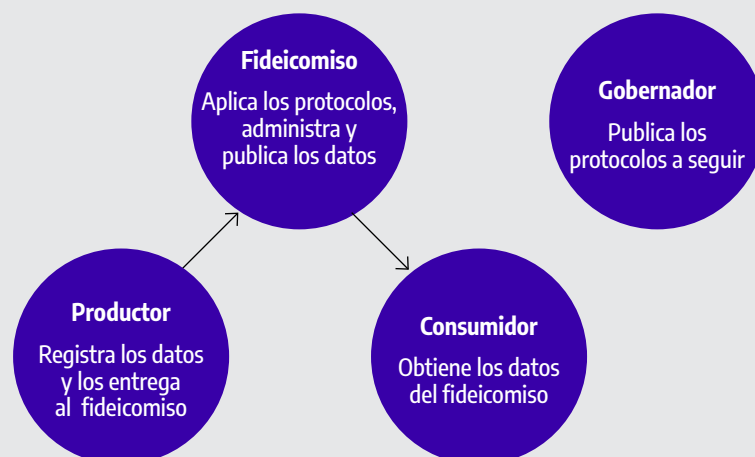 Fideicomiso
Aplica los protocolos,
administra y
publica los datos
Gobernador
Publica los
protocolos a seguir
Productor
Registra los datos
y los entrega
al fideicomiso
Consumidor
Obtiene los datos
del fideicomiso